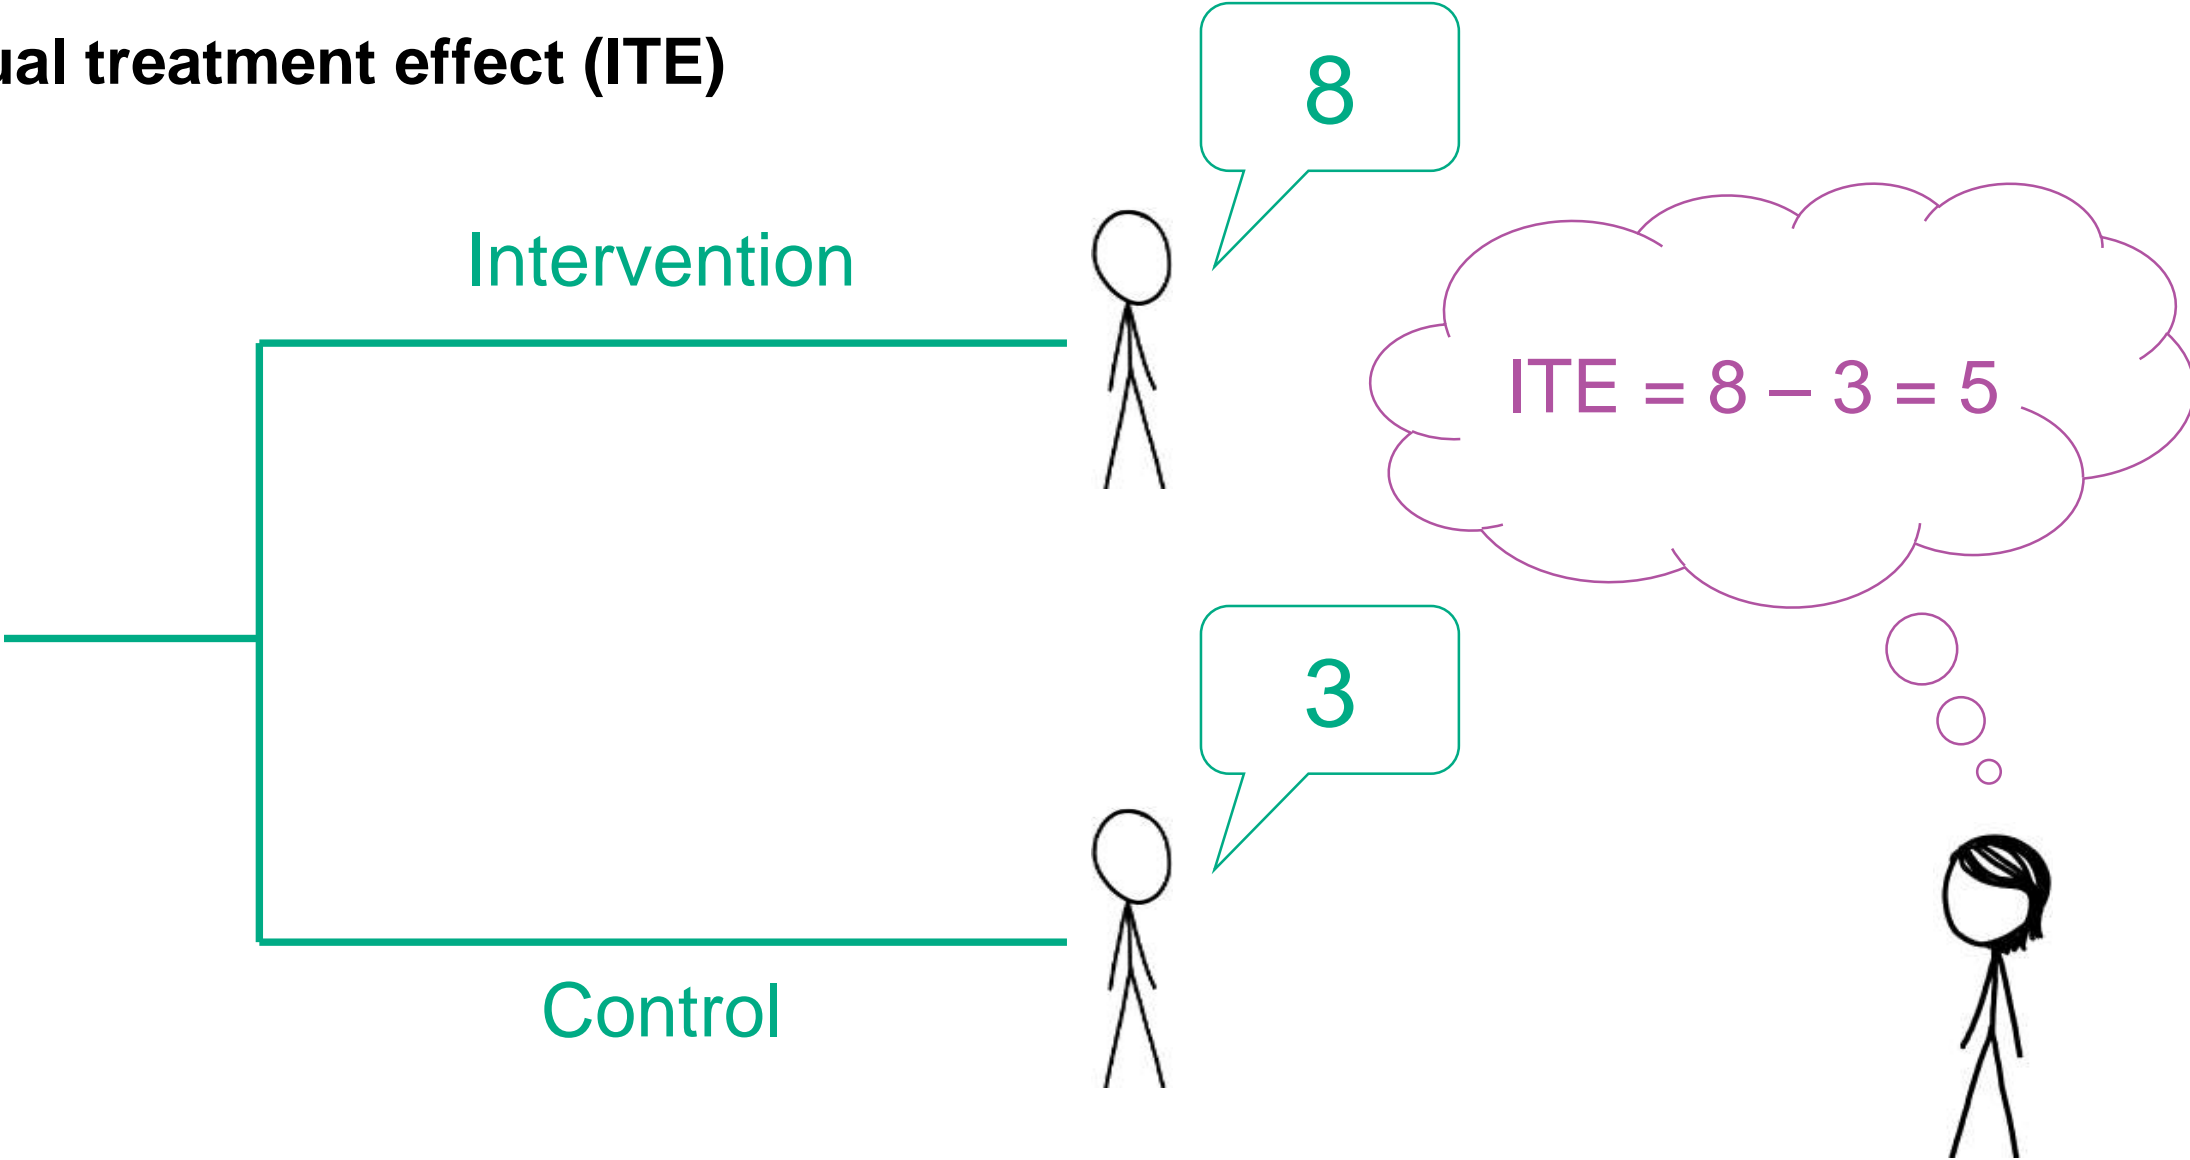 ual treatment effect (ITE)
8
Intervention
ITE = 8 – 3 = 5
3
Control